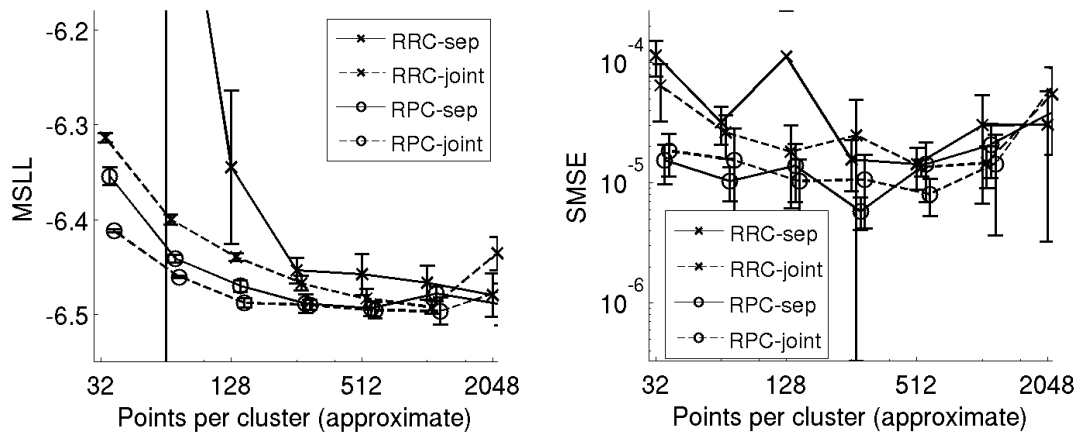 -6.2
-6.3
-6.4
-6.5
MSLL
RRC-sep
RRC-joint
RPC-sep
RPC-joint
32
128
512
2048
Points per cluster (approximate)
10^-4
10^-5
10^-6
SMSE
RRC-sep
RRC-joint
RPC-sep
RPC-joint
32
128
512
2048
Points per cluster (approximate)